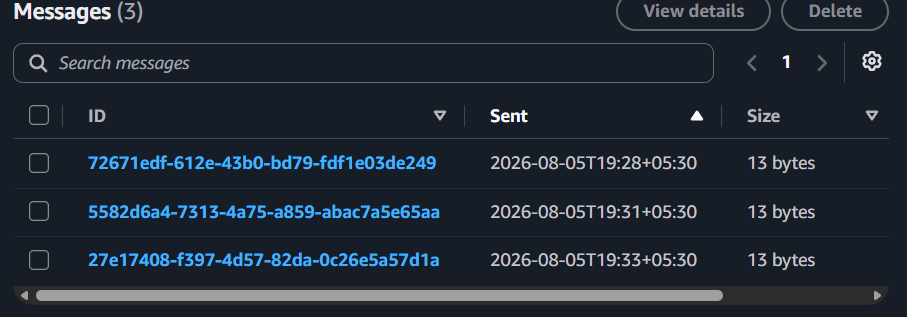 Messages (3) View details Delete
Search messages 1
ID Sent Size
72671edf-612e-43b0-bd79-fdf1e03de249 2026-08-05T19:28+05:30 13 bytes
5582d6a4-7313-4a75-a859-abac7a5e65aa 2026-08-05T19:31+05:30 13 bytes
27e17408-f397-4d57-82da-0c26e5a57d1a 2026-08-05T19:33+05:30 13 bytes